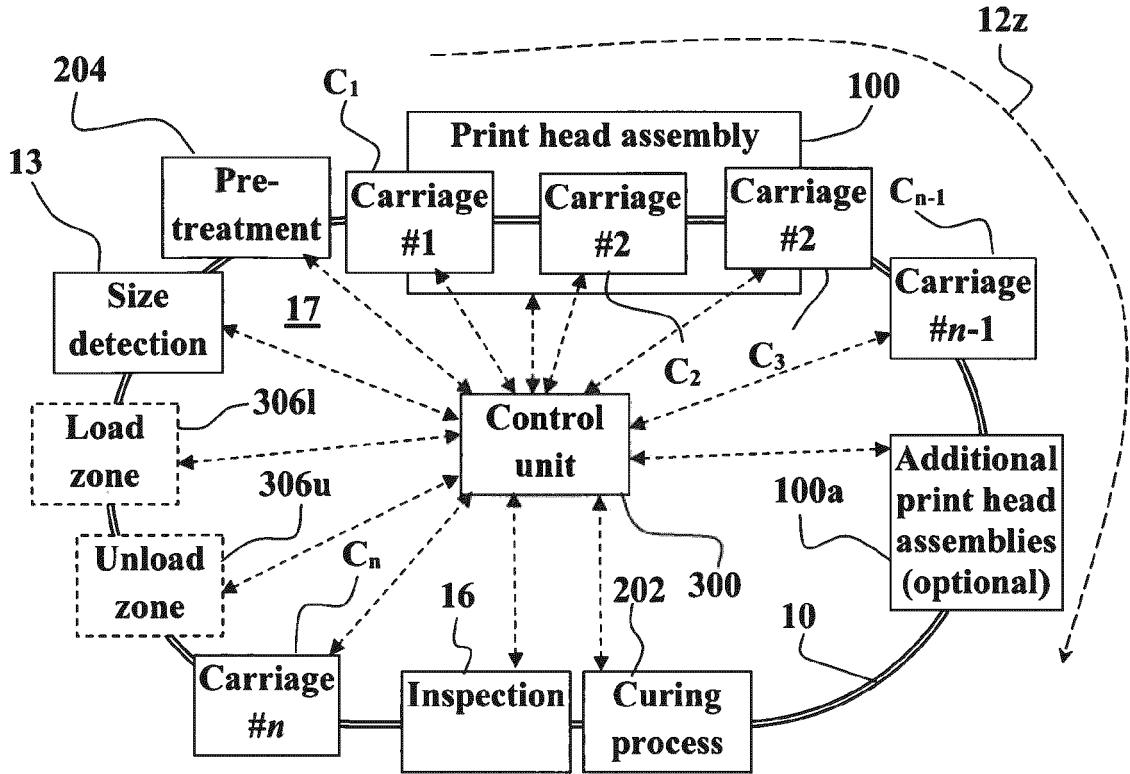 12z
204
C1
100
Print head assembly
13
Pre-
treatment
Carriage
#1
Carriage
#2
Carriage
#2
Cn-1
Size
detection
17
Carriage
#n-1
C2
C3
306l
Load
zone
Control
unit
306u
Additional
print head
assemblies
(optional)
100a
Unload
zone
Cn
300
16
202
10
Carriage
#n
Inspection
Curing
process